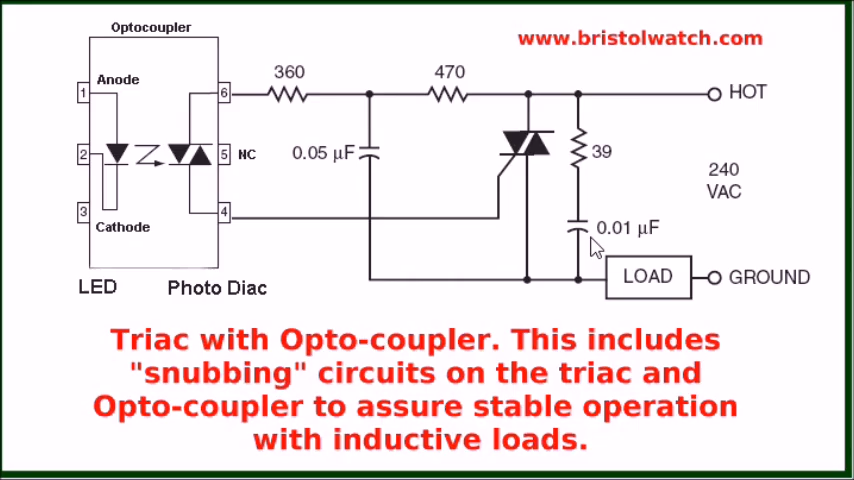 Optocoupler
www.bristolwatch.com
Anode
1
2
3
Cathode
6
5
4
NC
360
470
HOT
0.05 µF
39
240
VAC
0.01 µF
LOAD
GROUND
LED
Photo Diac
Triac with Opto-coupler. This includes
"snubbing" circuits on the triac and
Opto-coupler to assure stable operation
with inductive loads.